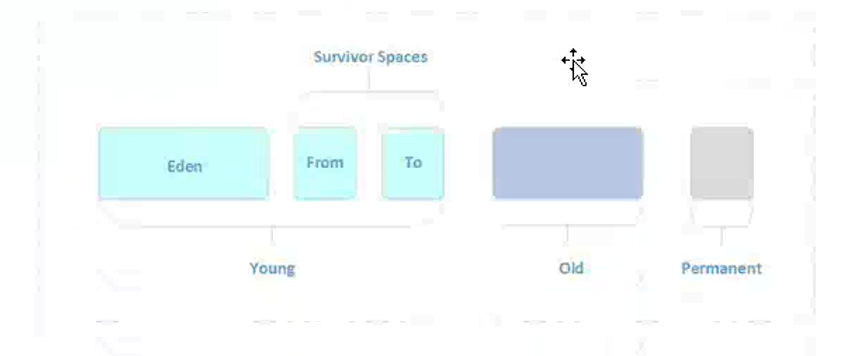 Survivor Spaces
Eden
From
To
Young
Old
Permanent